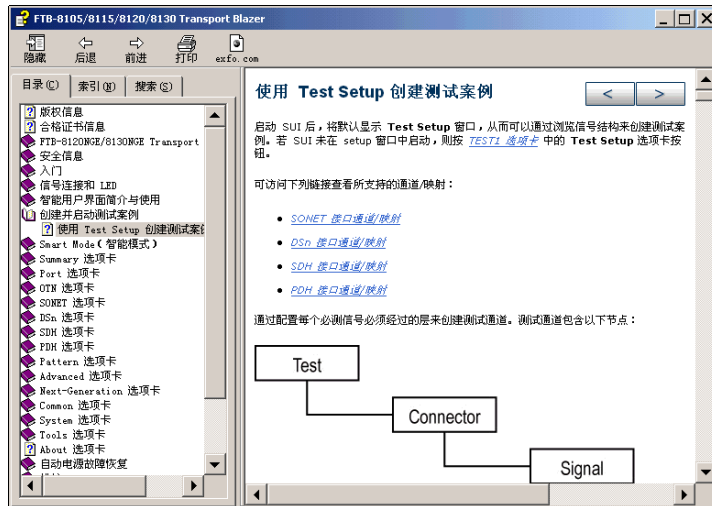 FTB-8105/8115/8120/8130 Transport Blazer
隐藏 后退 前进 打印 exfo.com
目录(C) 索引(N) 搜索(S)
版权信息
合格证书信息
FTB-8120NGE/8130NGE Transport
安全信息
入门
信号连接和 LED
智能用户界面简介与使用
创建并启动测试案例
使用 Test Setup 创建测试案例
Smart Mode(智能模式)
Summary 选项卡
Port 选项卡
OTN 选项卡
SONET 选项卡
DSn 选项卡
SDH 选项卡
PDH 选项卡
Pattern 选项卡
Advanced 选项卡
Next-Generation 选项卡
Common 选项卡
System 选项卡
Tools 选项卡
About 选项卡
自动电源故障恢复
使用 Test Setup 创建测试案例
< >
启动 SUI 后，将默认显示 Test Setup 窗口，从而可以通过浏览信号结构来创建测试案
例。若 SUI 未在 setup 窗口中启动，则按 TEST1 选项卡 中的 Test Setup 选项卡按
钮。
可访问下列链接查看所支持的通道/映射：
SONET 接口通道/映射
DSn 接口通道/映射
SDH 接口通道/映射
PDH 接口通道/映射
通过配置每个必测信号必须经过的层来创建测试通道。测试通道包含以下节点：
Test
Connector
Signal